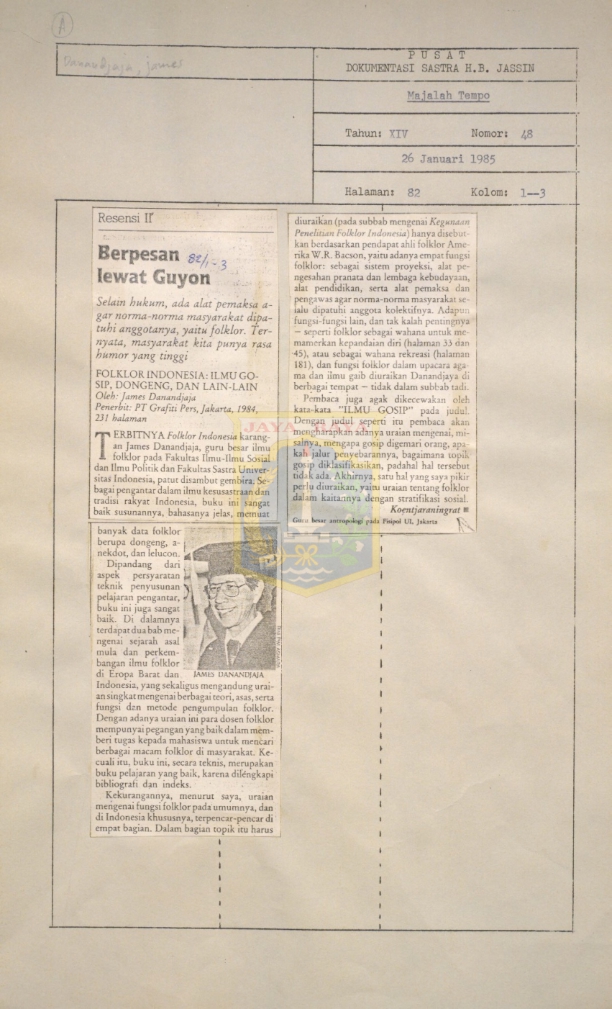 A
Danandjaja, James
P U S A T
DOKUMENTASI SASTRA H.B. JASSIN
Majalah Tempo
Tahun: XIV Nomor: 48
26 Januari 1985
Halaman: 82 Kolom: 1--3
Resensi II
Berpesan 82/1-3
lewat Guyon
Selain hukum, ada alat pemaksa a-
gar norma-norma masyarakat dipa-
tuhi anggotanya, yaitu folklor. Ter-
nyata, masyarakat kita punya rasa
humor yang tinggi
FOLKLOR INDONESIA: ILMU GO-
SIP, DONGENG, DAN LAIN-LAIN
Oleh: James Danandjaja
Penerbit: PT Grafiti Pers, Jakarta, 1984,
231 halaman
TERBITNYA Folklor Indonesia karang-
an James Danandjaja, guru besar ilmu
folklor pada Fakultas Ilmu-Ilmu Sosial
dan Ilmu Politik dan Fakultas Sastra Univer-
sitas Indonesia, patut disambut gembira. Se-
bagai pengantar dalam ilmu kesusastraan dan
tradisi rakyat Indonesia, buku ini sangat
baik susunannya, bahasanya jelas, memuat
banyak data folklor
berupa dongeng, a-
nekdot, dan lelucon.
Dipandang dari
aspek persyaratan
teknik penyusunan
pelajaran pengantar,
buku ini juga sangat
baik. Di dalamnya
terdapat dua bab me-
ngenai sejarah asal
mula dan perkem-
bangan ilmu folklor
di Eropa Barat dan
JAMES DANANDJAJA
Indonesia, yang sekaligus mengandung urai-
an singkat mengenai berbagai teori, asas, serta
fungsi dan metode pengumpulan folklor.
Dengan adanya uraian ini para dosen folklor
mempunyai pegangan yang baik dalam mem-
beri tugas kepada mahasiswa untuk mencari
berbagai macam folklor di masyarakat. Ke-
cuali itu, buku ini, secara teknis, merupakan
buku pelajaran yang baik, karena dilengkapi
bibliografi dan indeks.
Kekurangannya, menurut saya, uraian
mengenai fungsi folklor pada umumnya, dan
di Indonesia khususnya, terpencar-pencar di
empat bagian. Dalam bagian topik itu harus
diuraikan (pada subbab mengenai Kegunaan
Penelitian Folklor Indonesia) hanya disebut-
kan berdasarkan pendapat ahli folklor Ame-
rika W.R. Bacson, yaitu adanya empat fungsi
folklor: sebagai sistem proyeksi, alat pe-
ngesahan pranata dan lembaga kebudayaan,
alat pendidikan, serta alat pemaksa dan
pengawas agar norma-norma masyarakat se-
lalu dipatuhi anggota kolektifnya. Adapun
fungsi-fungsi lain, dan tak kalah pentingnya
– seperti folklor sebagai wahana untuk me-
mamerkan kepandaian diri (halaman 33 dan
45), atau sebagai wahana rekreasi (halaman
181), dan fungsi folklor dalam upacara aga-
ma dan ilmu gaib diuraikan Danandjaya di
berbagai tempat – tidak dalam subbab tadi.
Pembaca juga agak dikecewakan oleh
kata-kata "ILMU GOSIP" pada judul.
Dengan judul seperti itu pembaca akan
mengharapkan adanya uraian mengenai, mi-
salnya, mengapa gosip digemari orang, apa-
kah jalur penyebarannya, bagaimana topik
gosip diklasifikasikan, padahal hal tersebut
tidak ada. Akhirnya, satu hal yang saya pikir
perlu diuraikan, yaini uraian tentang folklor
dalam kaitannya dengan stratifikasi sosial.
Koentjaraningrat ■
Guru besar antropologi pada Fisipol UI, Jakarta
JAYA RAYA